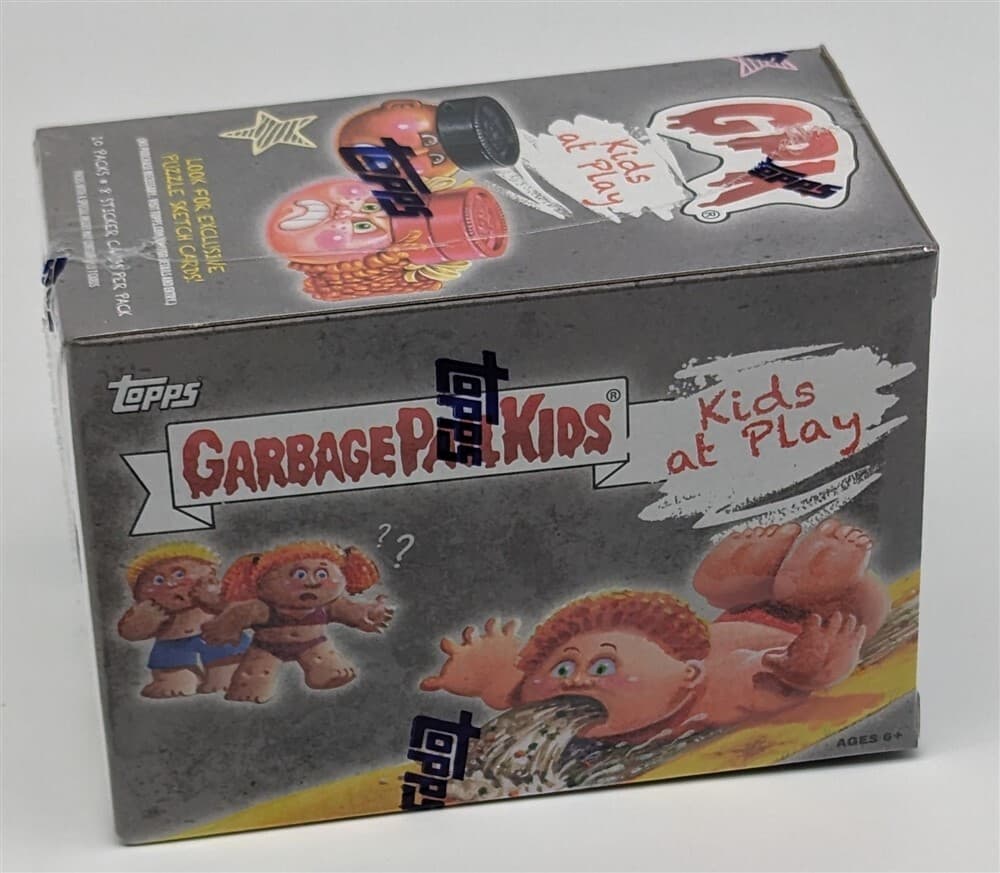 GPK
®
Kids
at Play
Topps
Topps
LOOK FOR EXCLUSIVE
PUZZLE SKETCH CARDS!
10 PACKS • 8 STICKER CARDS PER PACK
Topps
GARBAGE PAIL KIDS®
Kids
at Play
Topps
? ?
Topps
AGES 6+